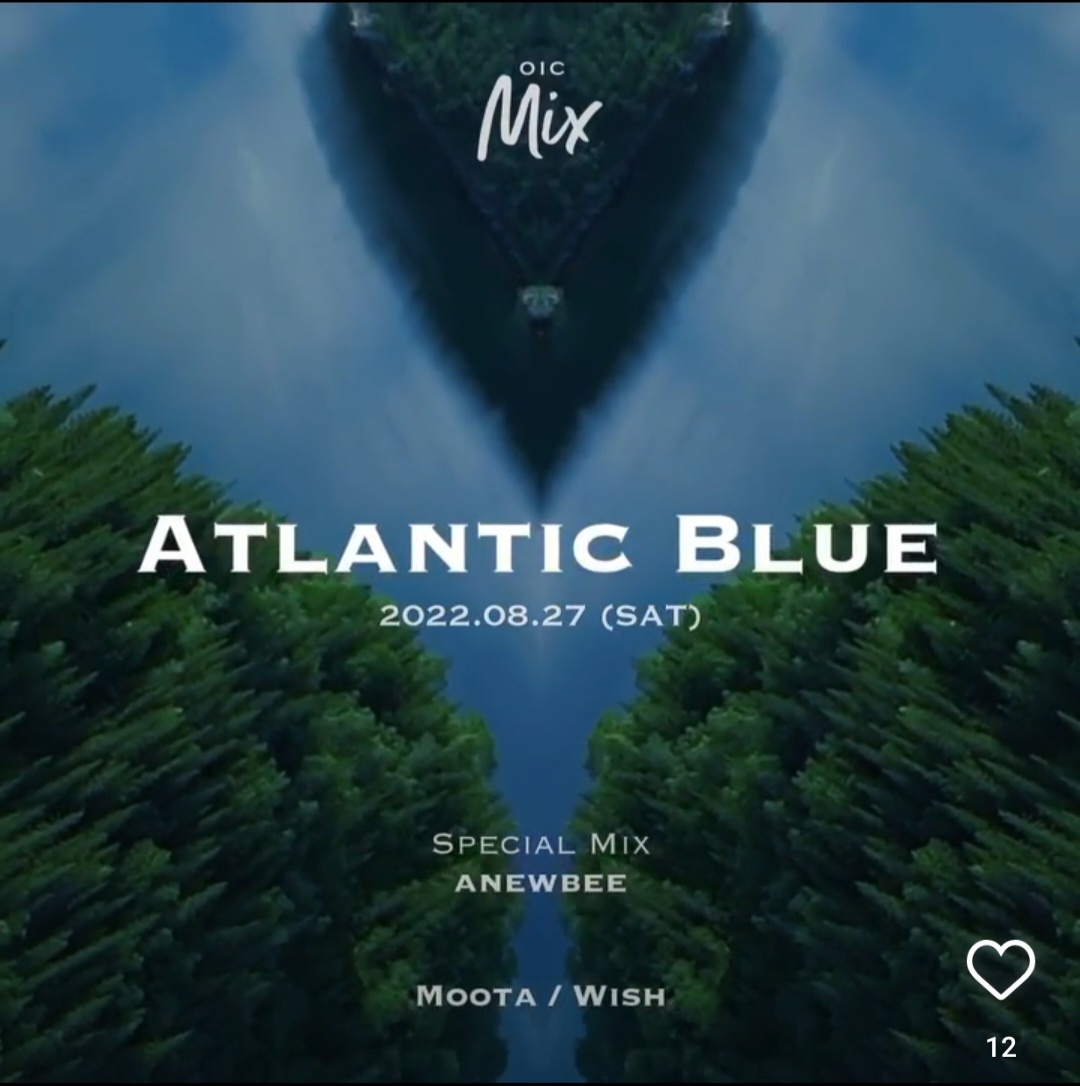 OIC
Mix
ATLANTIC BLUE
2022.08.27 (SAT)
SPECIAL MIX
ANEWBEE
MOOTA / WISH
12